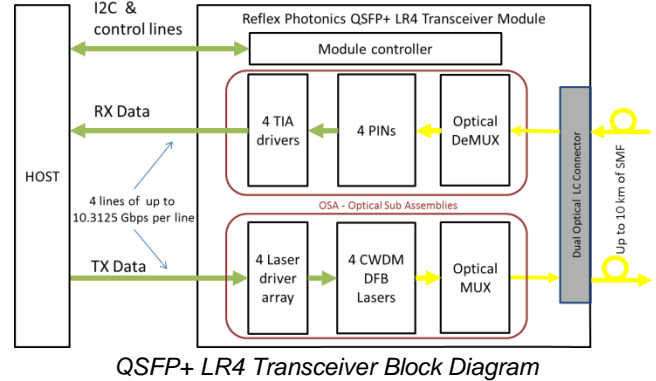 I2C &
control lines
Reflex Photonics QSFP+ LR4 Transceiver Module
Module controller
RX Data
4 TIA
drivers
4 PINs
Optical
DeMUX
HOST
4 lines of up to
10.3125 Gbps per line
OSA - Optical Sub Assemblies
Dual Optical LC Connector
Up to 10 km of SMF
TX Data
4 Laser
driver
array
4 CWDM
DFB
Lasers
Optical
MUX
QSFP+ LR4 Transceiver Block Diagram